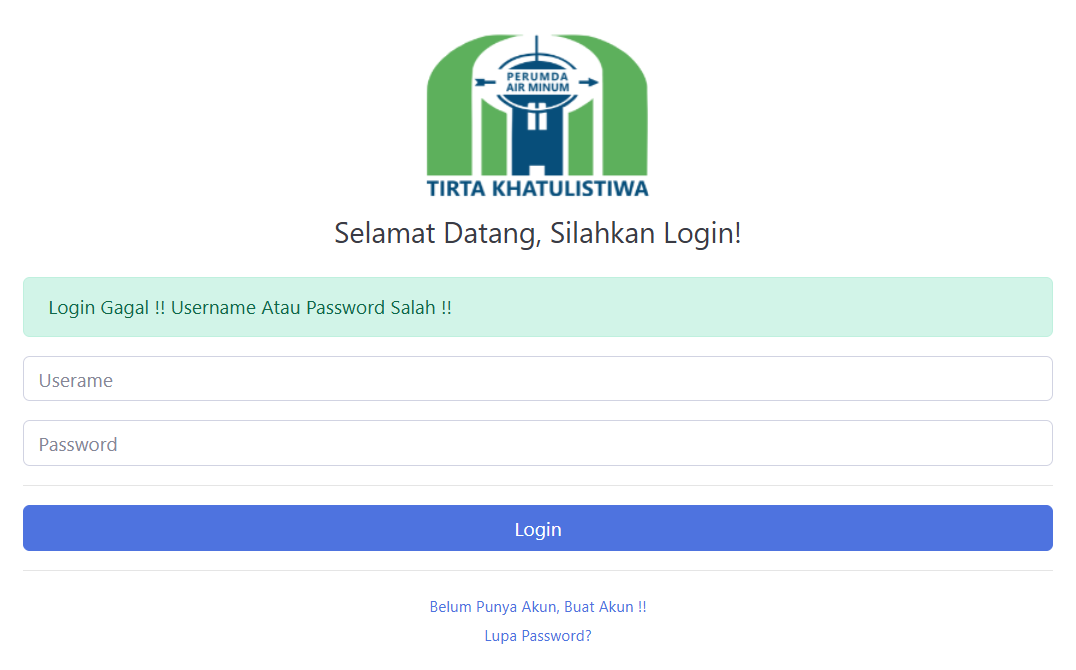 PERUMDA
AIR MINUM
TIRTA KHATULISTIWA
Selamat Datang, Silahkan Login!
Login Gagal !! Username Atau Password Salah !!
Userame
Password
Login
Belum Punya Akun, Buat Akun !!
Lupa Password?